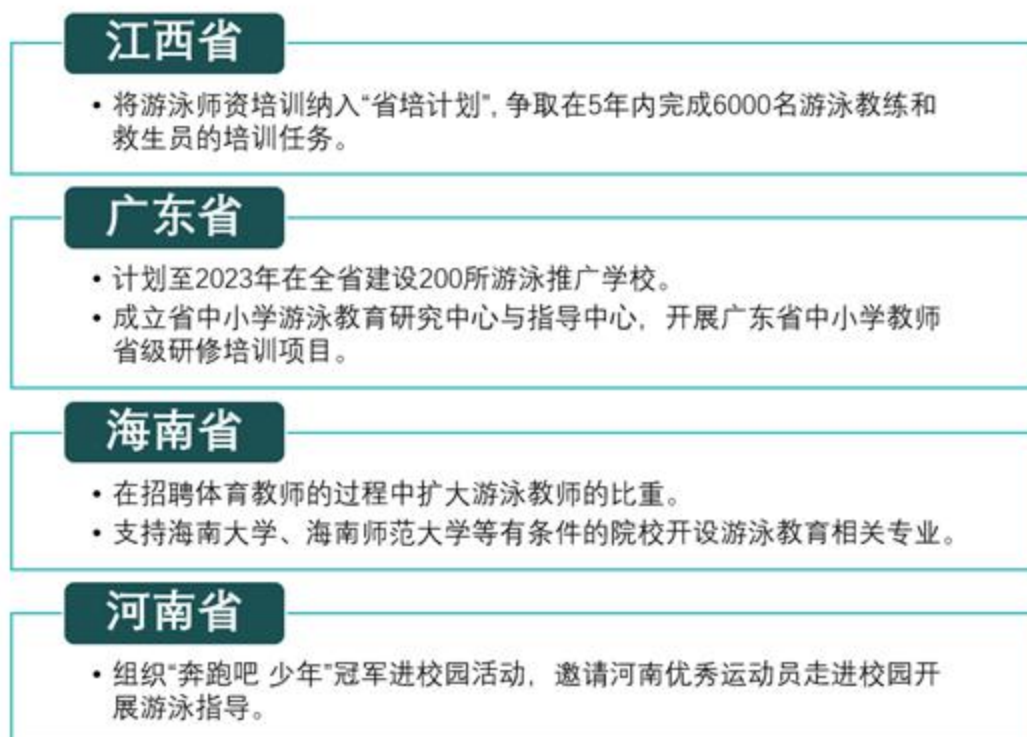 江西省
• 将游泳师资培训纳入“省培计划”, 争取在5年内完成6000名游泳教练和
救生员的培训任务。
广东省
• 计划至2023年在全省建设200所游泳推广学校。
• 成立省中小学游泳教育研究中心与指导中心，开展广东省中小学教师
省级研修培训项目。
海南省
• 在招聘体育教师的过程中扩大游泳教师的比重。
• 支持海南大学、海南师范大学等有条件的院校开设游泳教育相关专业。
河南省
• 组织“奔跑吧 少年”冠军进校园活动，邀请河南优秀运动员走进校园开
展游泳指导。